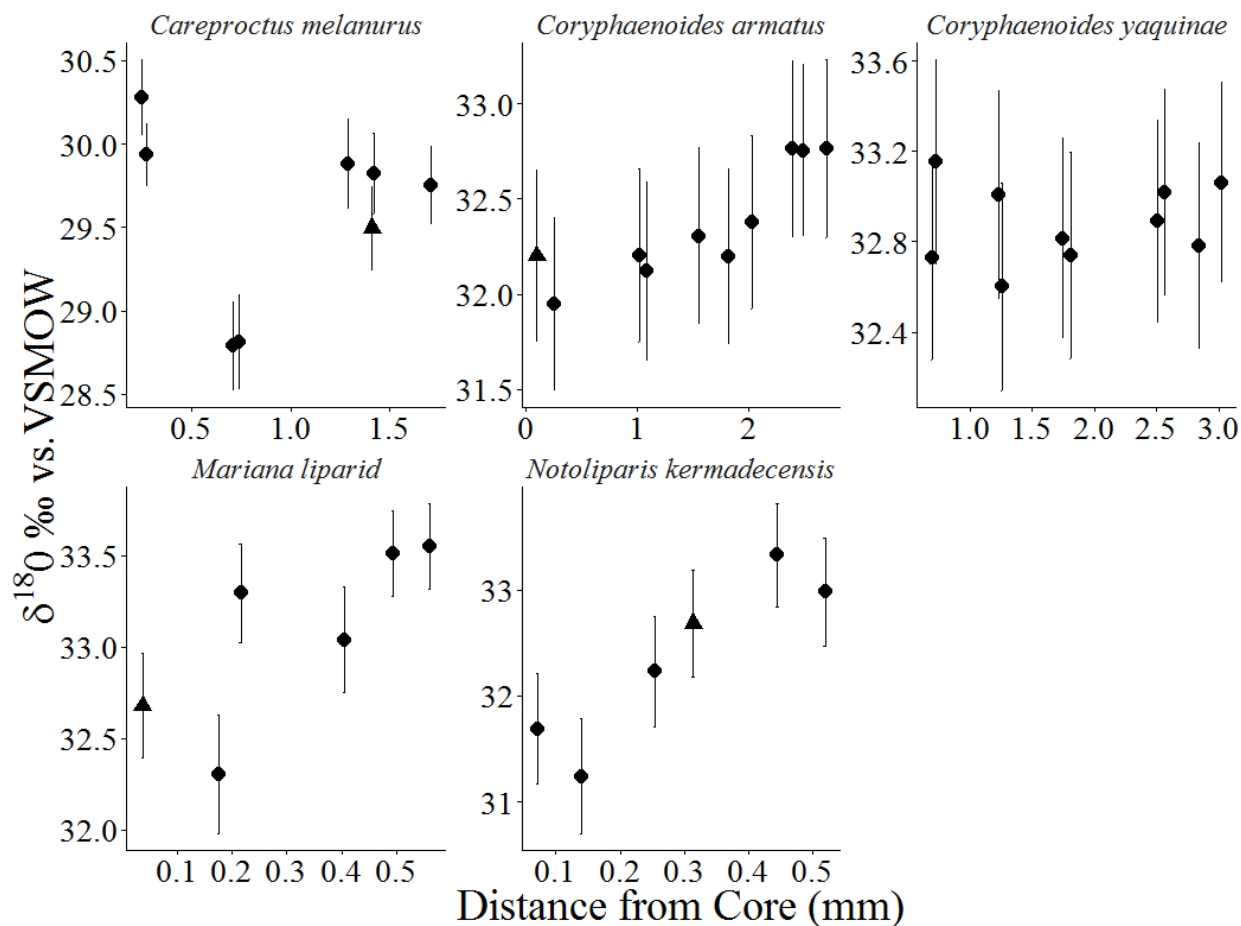 Careproctus melanurus
Coryphaenoides armatus
Coryphaenoides yaquinae
30.5
30.0
29.5
29.0
28.5
0.5 1.0 1.5
33.0
32.5
32.0
31.5
0 1 2
33.6
33.2
32.8
32.4
1.0 1.5 2.0 2.5 3.0
Mariana liparid
Notoliparis kermadecensis
33.5
33.0
32.5
32.0
0.1 0.2 0.3 0.4 0.5
33
32
31
0.1 0.2 0.3 0.4 0.5
δ¹⁸0 ‰ vs. VSMOW
Distance from Core (mm)